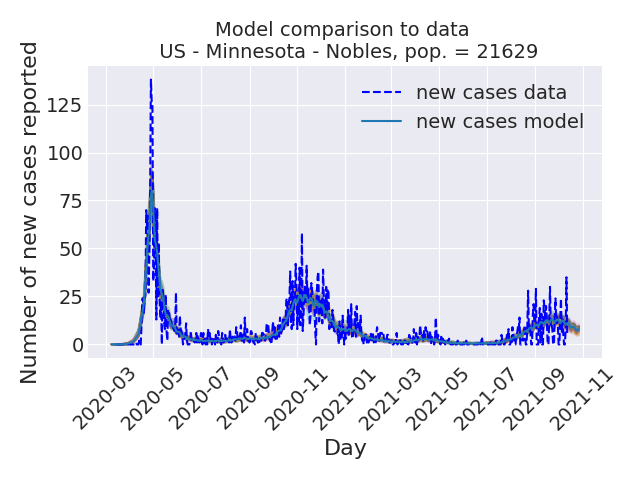 Model comparison to data
US - Minnesota - Nobles, pop. = 21629
Number of new cases reported
125
100
75
50
25
0
new cases data
new cases model
2020-03
2020-05
2020-07
2020-09
2020-11
2021-01
2021-03
2021-05
2021-07
2021-09
2021-11
Day